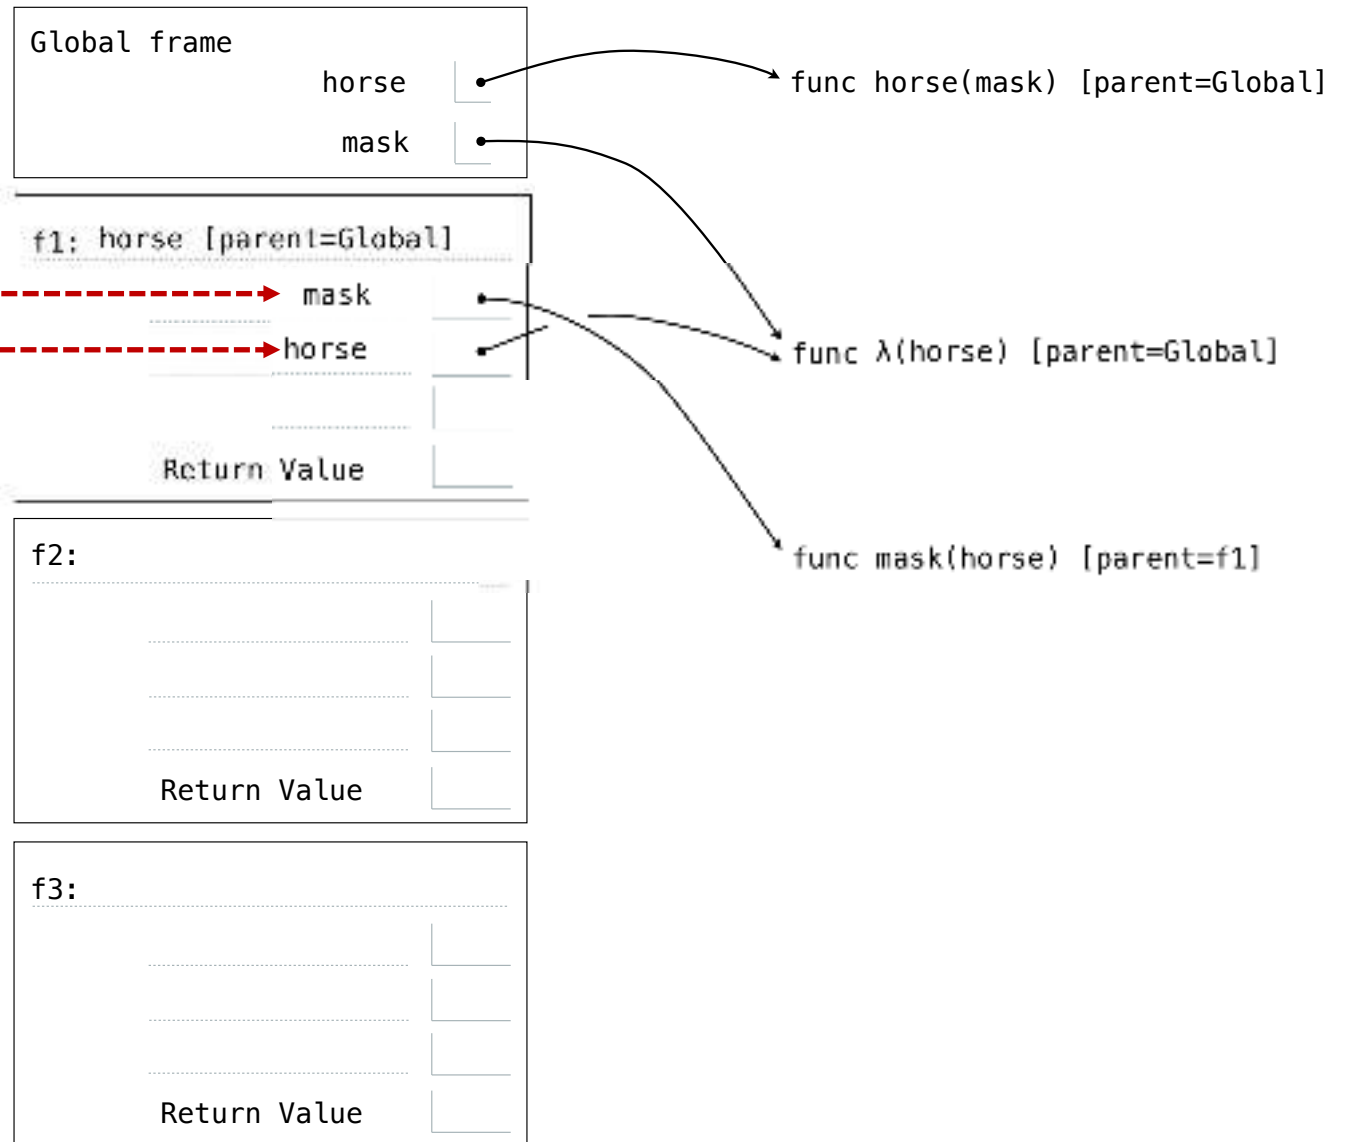 Global frame
horse
func horse(mask) [parent=Global]
mask
f1: horse [parent=Global]
mask
horse
func λ(horse) [parent=Global]
Return Value
f2:
func mask(horse) [parent=f1]
Return Value
f3:
Return Value